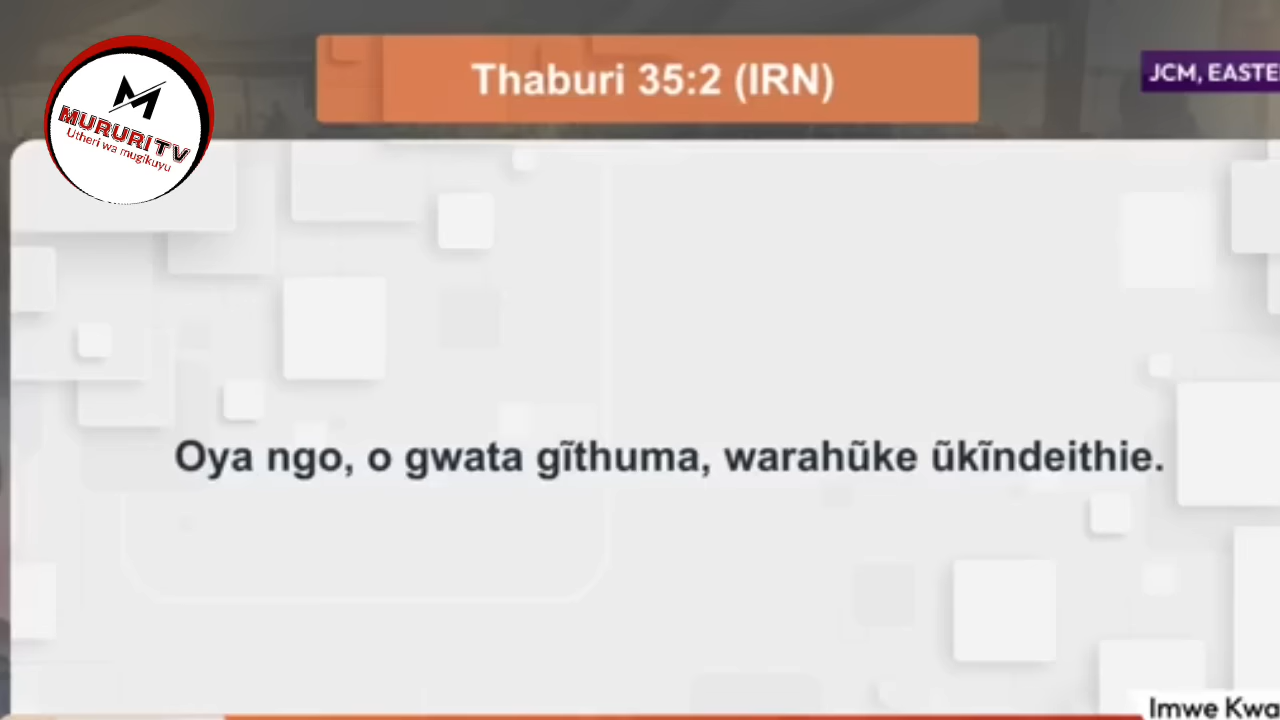 Thaburi 35:2 (IRN)
JCM, EASTE
MURURI TV
Utheri wa mugikuyu
Oya ngo, o gwata gĩthuma, warahũke ũkĩndeithie.
Imwe Kwa